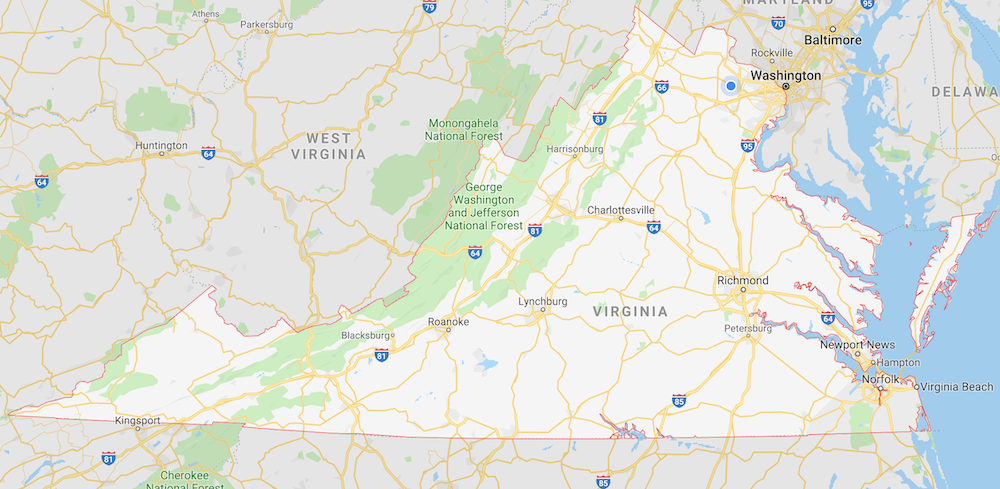 MARYLAND
Athens
Parkersburg
79
95
70
Baltimore
Rockville
Washington
66
DELAWA
81
Monongahela
National Forest
WEST
VIRGINIA
Huntington
64
95
Harrisonburg
64
George
Washington
and Jefferson
National Forest
Charlottesville
64
81
64
Richmond
Lynchburg
VIRGINIA
64
Roanoke
Petersburg
Blacksburg
Newport News
81
Hampton
Norfolk
Virginia Beach
85
Kingsport
81
Cherokee
National Forest
85